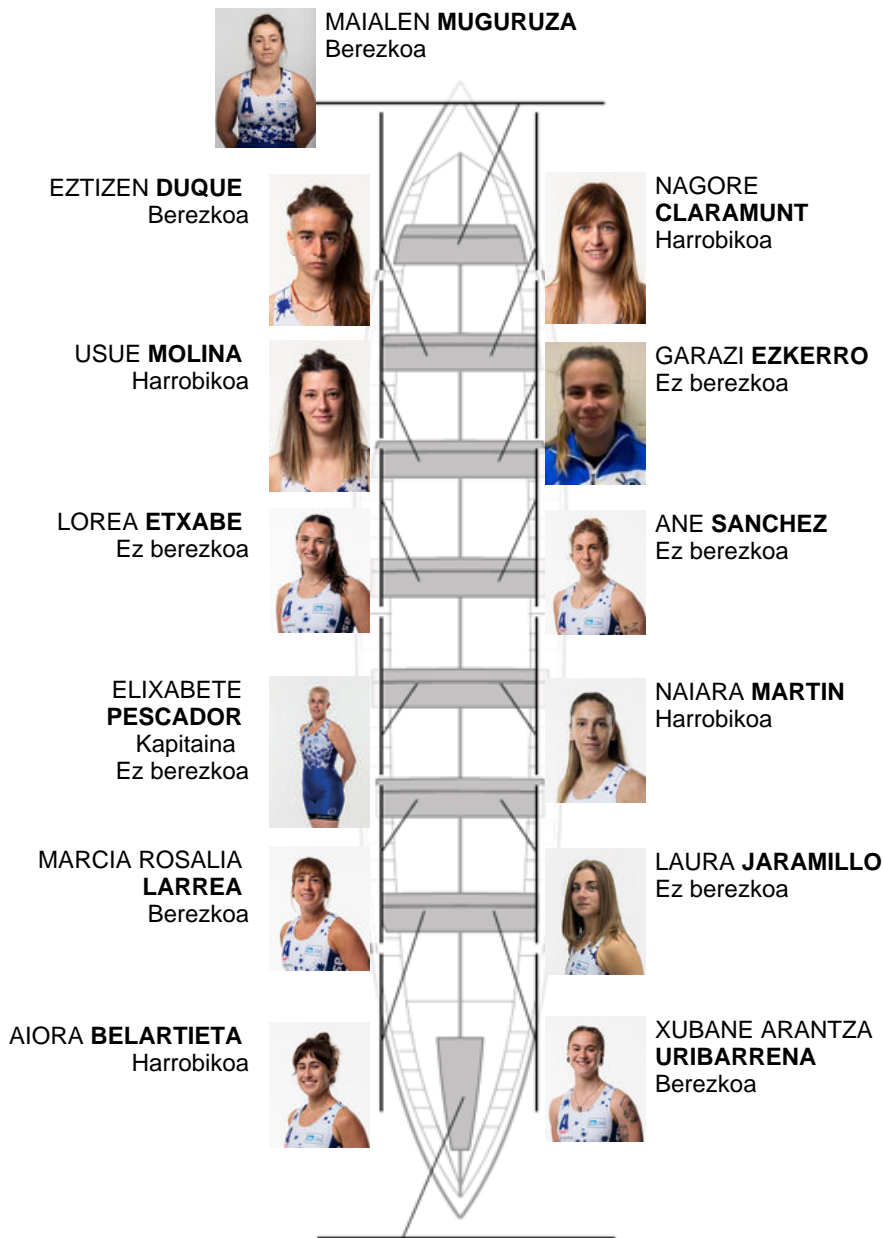 MAIALEN MUGURUZA
Berezkoa
EZTIZEN DUQUE
Berezkoa
NAGORE
CLARAMUNT
Harrobikoa
USUE MOLINA
Harrobikoa
GARAZI EZKERRO
Ez berezkoa
LOREA ETXABE
Ez berezkoa
ANE SANCHEZ
Ez berezkoa
ELIXABETE
PESCADOR
Kapitaina
Ez berezkoa
NAIARA MARTIN
Harrobikoa
MARCIA ROSALIA
LARREA
Berezkoa
LAURA JARAMILLO
Ez berezkoa
AIORA BELARTIETA
Harrobikoa
XUBANE ARANTZA
URIBARRENA
Berezkoa